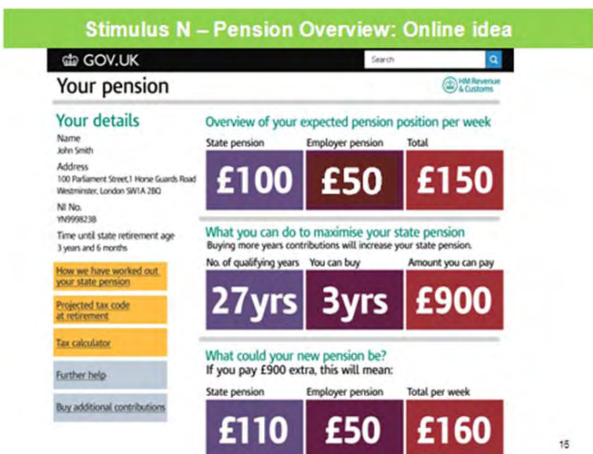 Stimulus N – Pension Overview: Online idea
GOV.UK
Search
Your pension
HM Revenue
& Customs
Your details
Name
John Smith
Address
100 Parliament Street,1 Horse Guards Road
Westminster, London SW1A 2BQ
NI No.
YN999823B
Time until state retirement age
3 years and 6 months
How we have worked out
your state pension
Projected tax code
at retirement
Tax calculator
Further help
Buy additional contributions
Overview of your expected pension position per week
State pension Employer pension Total
£100 £50 £150
What you can do to maximise your state pension
Buying more years contributions will increase your state pension.
No. of qualifying years You can buy Amount you can pay
27yrs 3yrs £900
What could your new pension be?
If you pay £900 extra, this will mean:
State pension Employer pension Total per week
£110 £50 £160
15